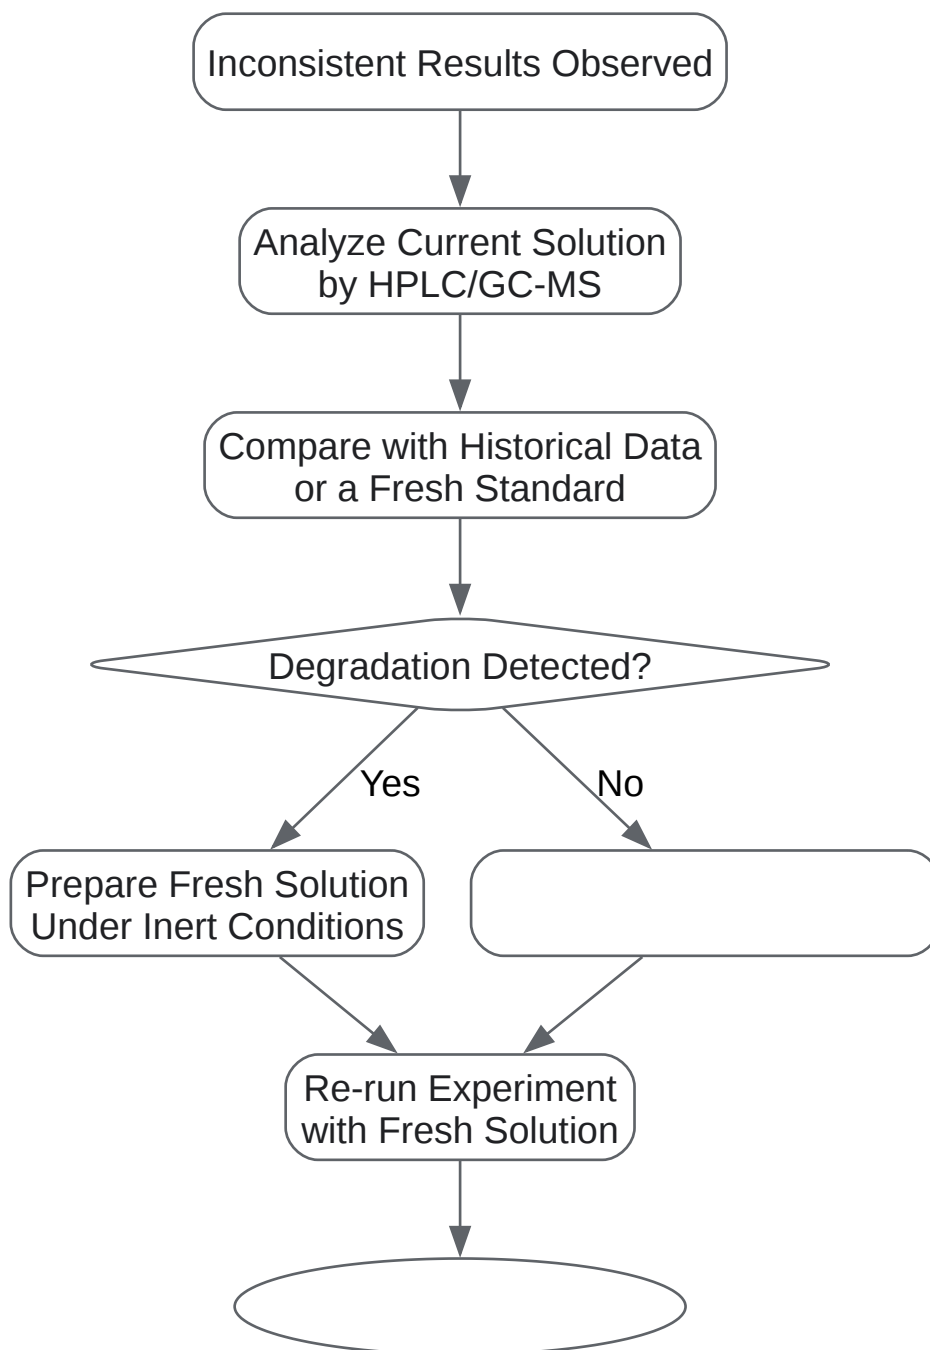 Inconsistent Results Observed
Analyze Current Solution
by HPLC/GC-MS
Compare with Historical Data
or a Fresh Standard
Degradation Detected?
Yes
No
Prepare Fresh Solution
Under Inert Conditions
Re-run Experiment
with Fresh Solution